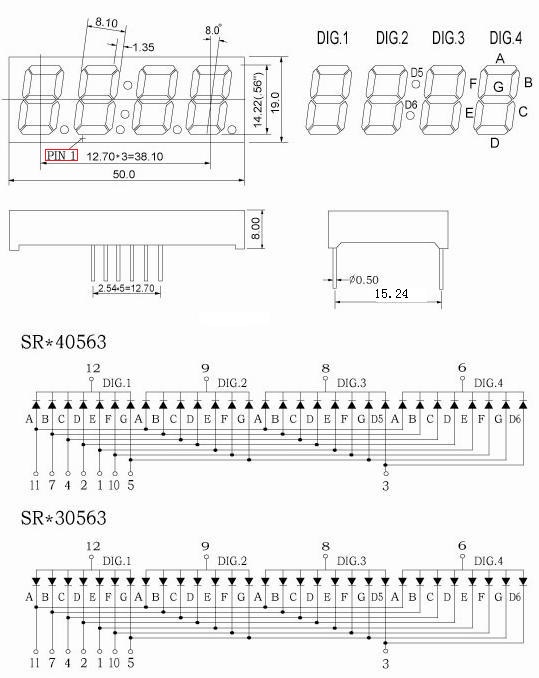 8.10
8.0°
1.35
14.22(.56")
19.0
PIN 1
12.70*3=38.10
50.0
DIG.1 DIG.2 DIG.3 DIG.4
A
D5 F G B
D6 E C
D
8.00
2.54*5=12.70
Ø0.50
15.24
SR*40563
12 9 8 6
DIG.1 DIG.2 DIG.3 DIG.4
A B C D E F G A B C D E F G A B C D E F G D5 A B C D E F G D6
11 7 4 2 1 10 5 3
SR*30563
12 9 8 6
DIG.1 DIG.2 DIG.3 DIG.4
A B C D E F G A B C D E F G A B C D E F G D5 A B C D E F G D6
11 7 4 2 1 10 5 3